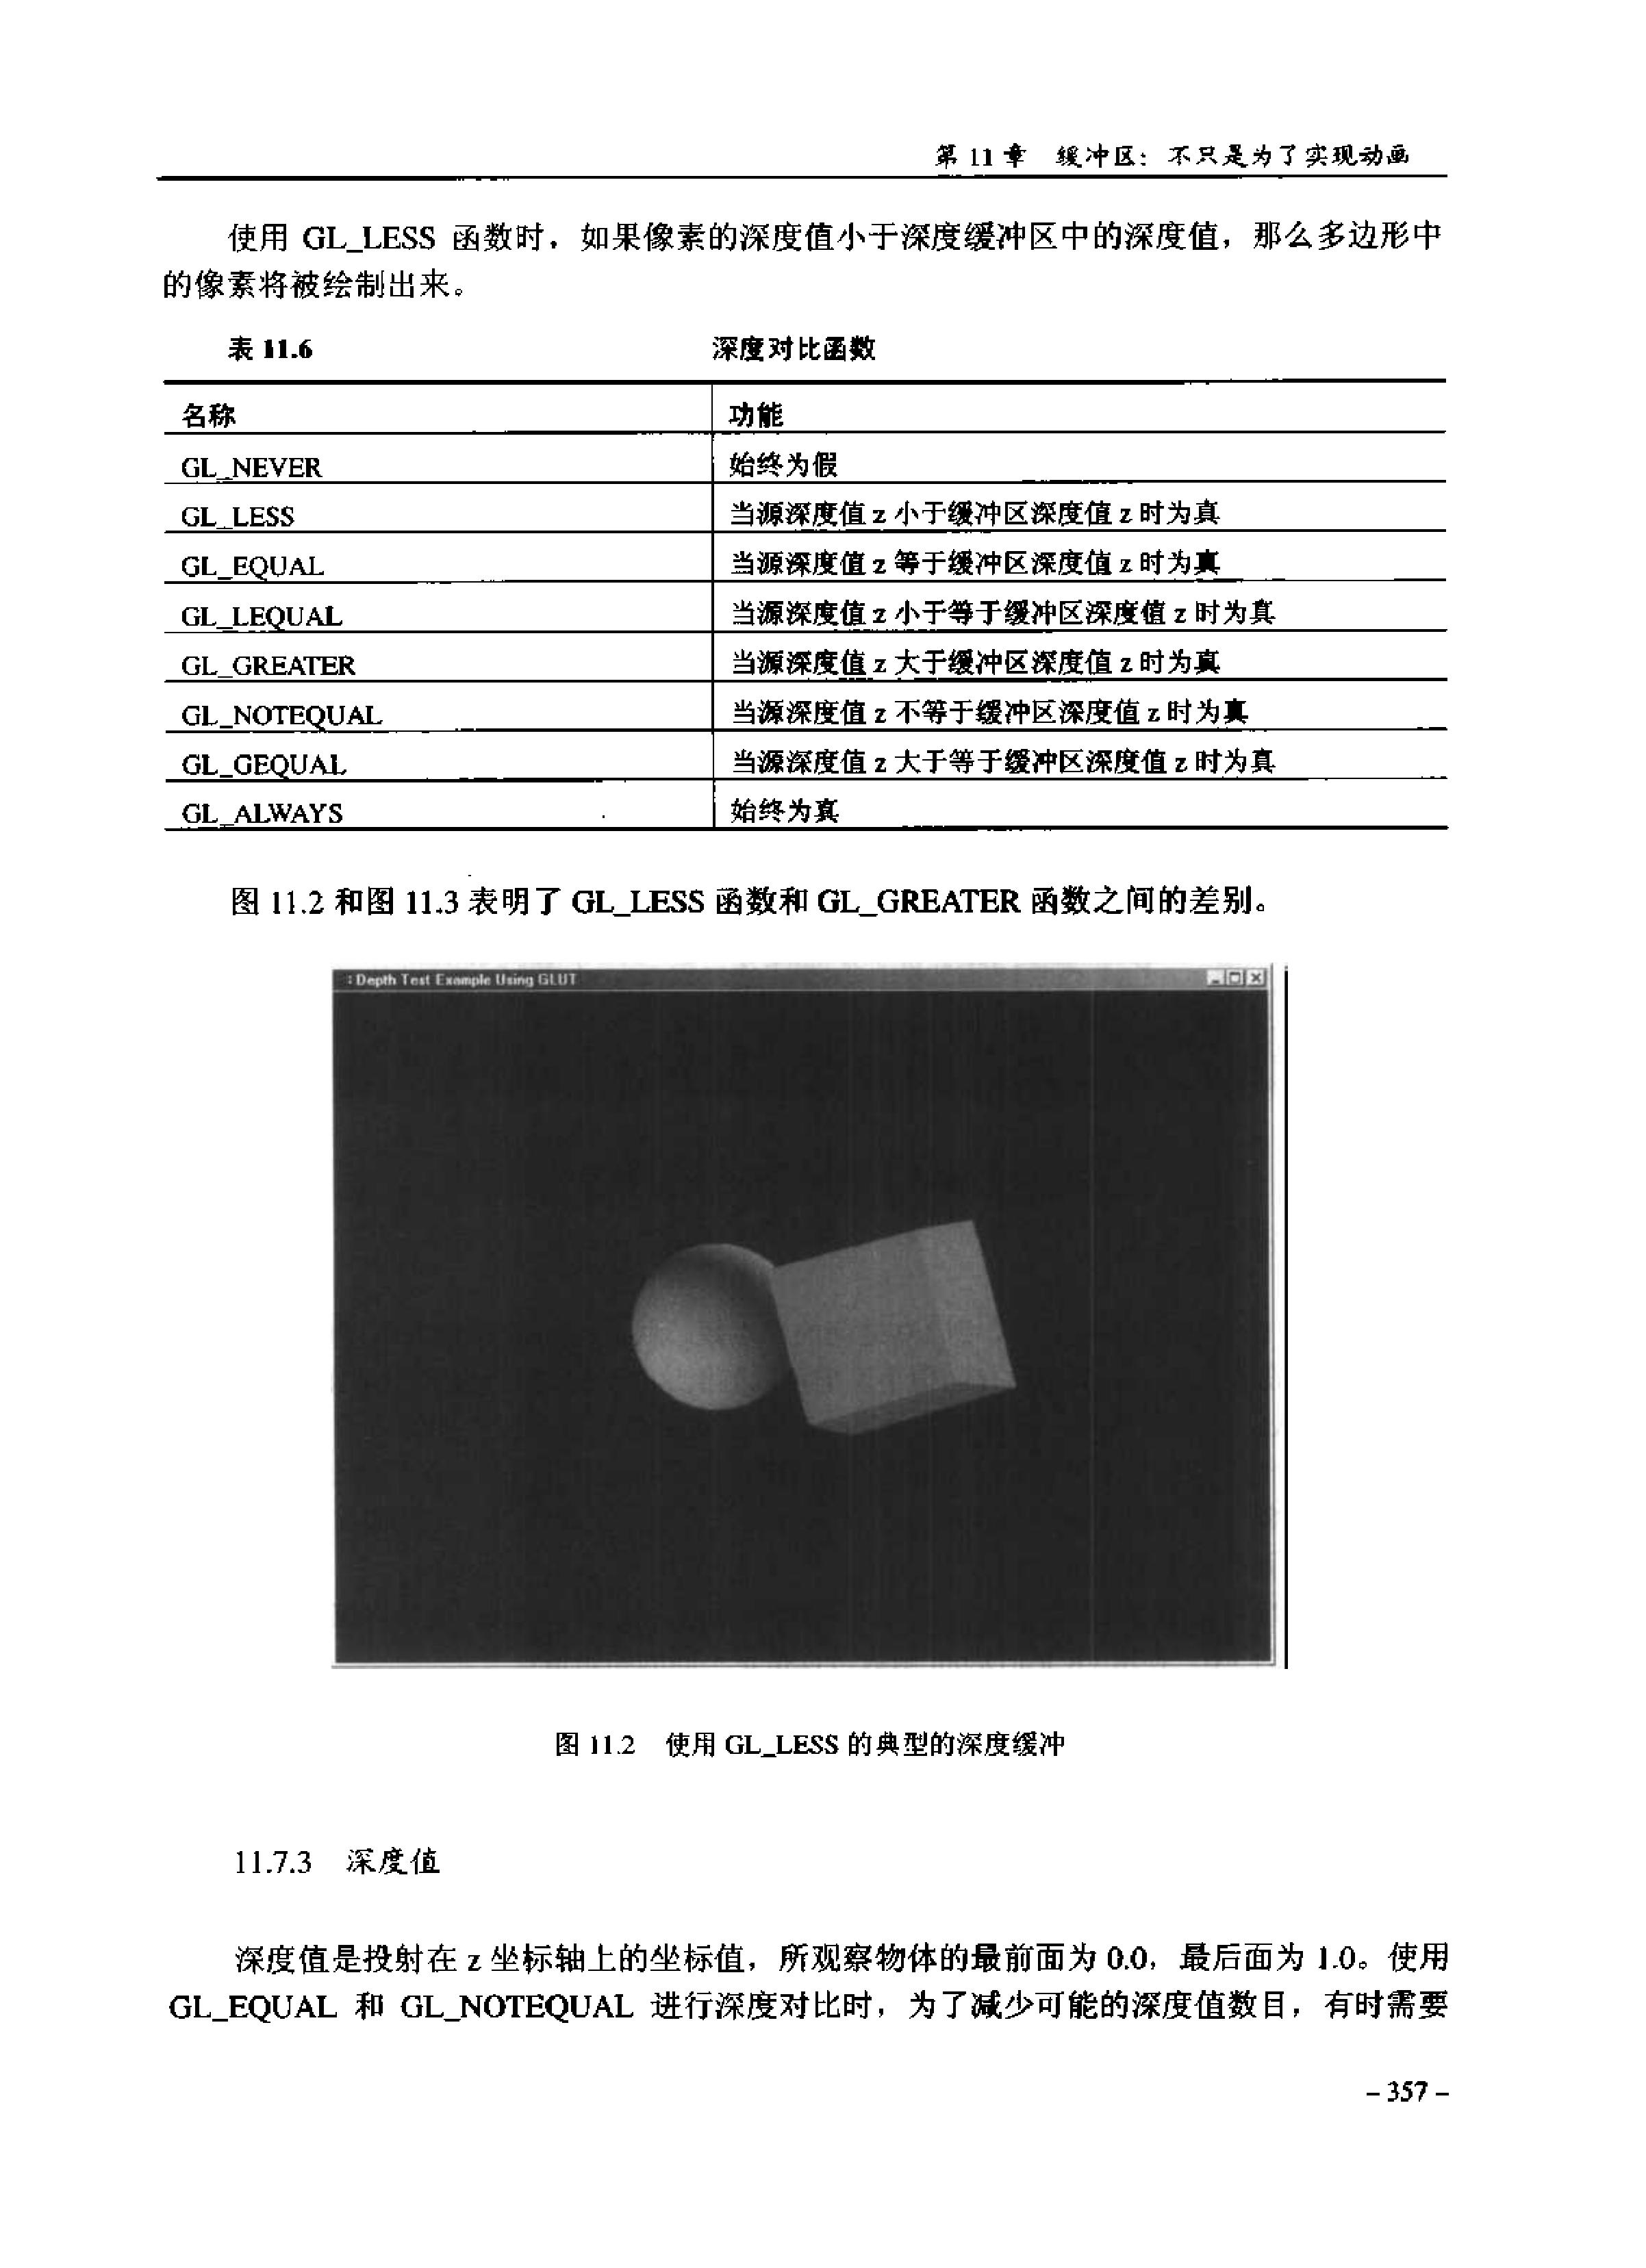 第 11 章 缓冲区：不只是为了实现动画
使用 GL_LESS 函数时，如果像素的深度值小于深度缓冲区中的深度值，那么多边形中
的像素将被绘制出来。
表 11.6 深度对比函数
名称 功能
GL_NEVER 始终为假
GL_LESS 当源深度值 z 小于缓冲区深度值 z 时为真
GL_EQUAL 当源深度值 z 等于缓冲区深度值 z 时为真
GL_LEQUAL 当源深度值 z 小于等于缓冲区深度值 z 时为真
GL_GREATER 当源深度值 z 大于缓冲区深度值 z 时为真
GL_NOTEQUAL 当源深度值 z 不等于缓冲区深度值 z 时为真
GL_GEQUAL 当源深度值 z 大于等于缓冲区深度值 z 时为真
GL_ALWAYS 始终为真
图 11.2 和图 11.3 表明了 GL_LESS 函数和 GL_GREATER 函数之间的差别。
Depth Test Example Using GLUT
图 11.2 使用 GL_LESS 的典型的深度缓冲
11.7.3 深度值
深度值是投射在 z 坐标轴上的坐标值，所观察物体的最前面为 0.0，最后面为 1.0。使用
GL_EQUAL 和 GL_NOTEQUAL 进行深度对比时，为了减少可能的深度值数目，有时需要
– 357 –